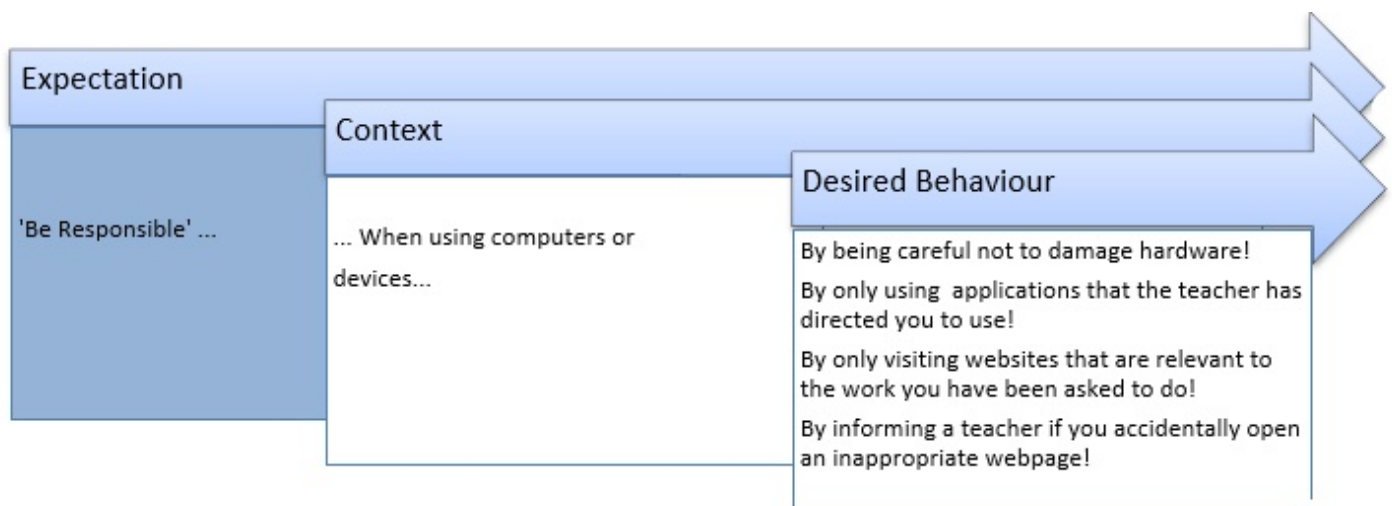 Expectation
'Be Responsible' ...
Context
... When using computers or
devices...
Desired Behaviour
By being careful not to damage hardware!
By only using  applications that the teacher has
directed you to use!
By only visiting websites that are relevant to
the work you have been asked to do!
By informing a teacher if you accidentally open
an inappropriate webpage!